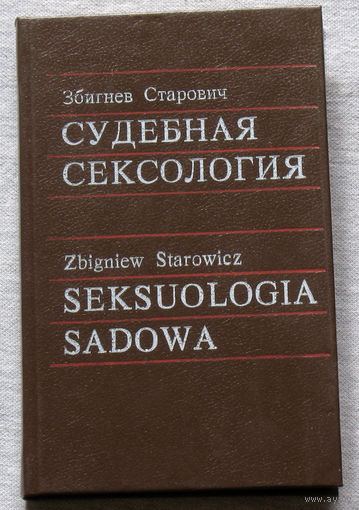 Збигнев Старович
СУДЕБНАЯ
СЕКСОЛОГИЯ
Zbigniew Starowicz
SEKSUOLOGIA
SADOWA